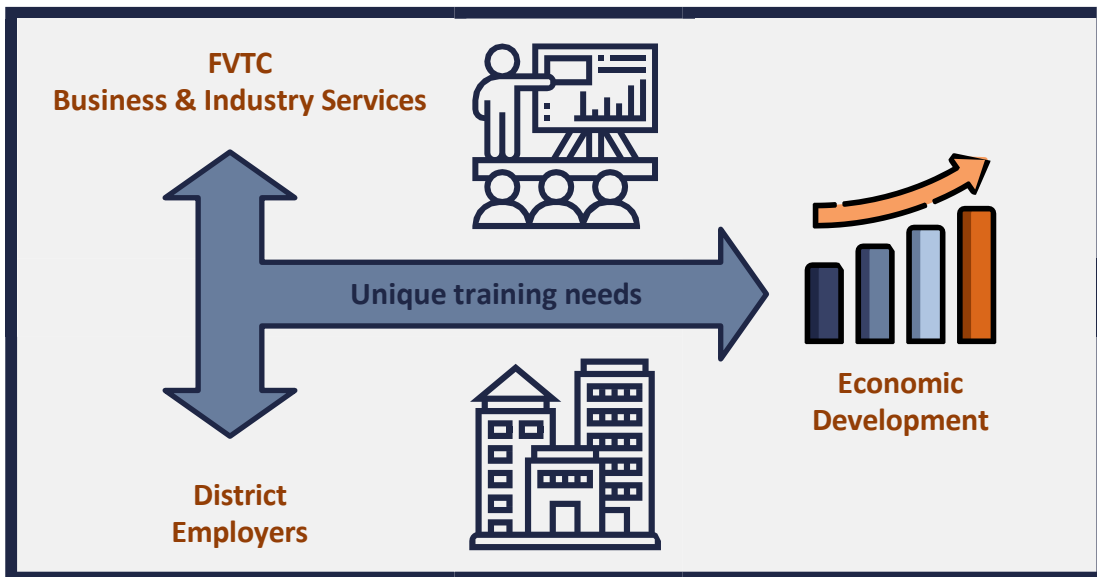 FVTC
Business & Industry Services
Unique training needs
Economic
Development
District
Employers